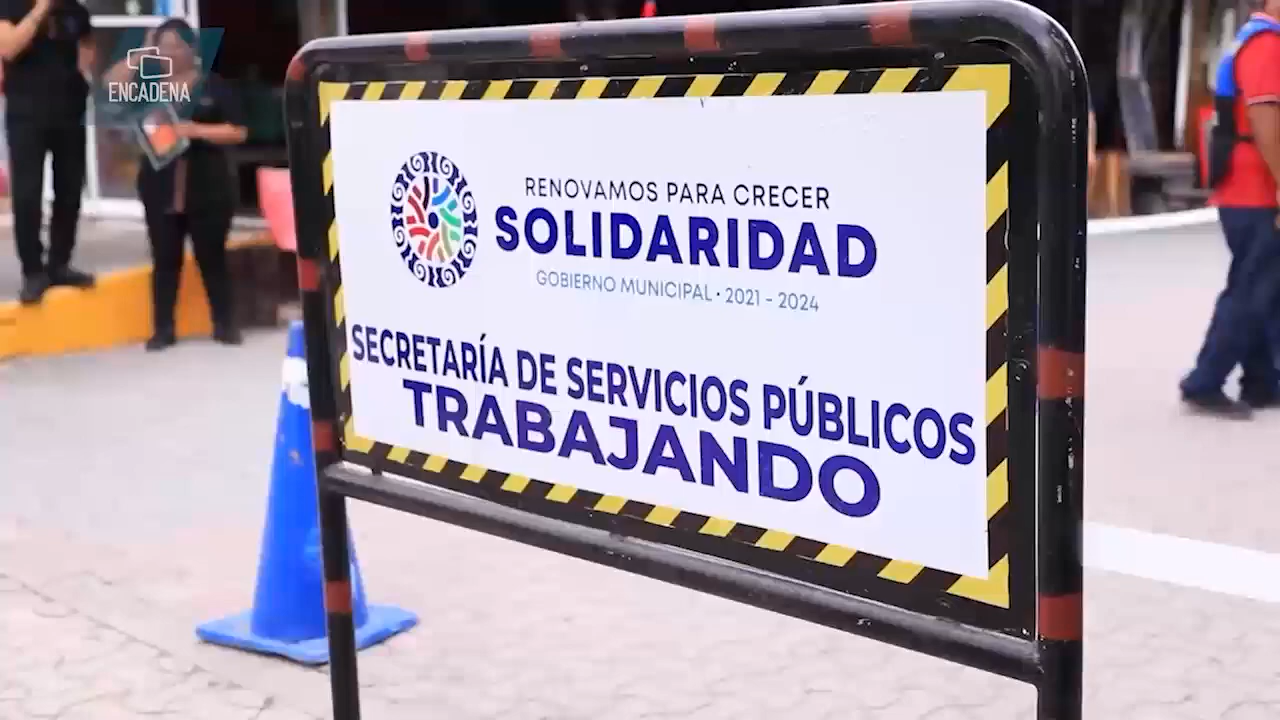 ENCADENA
RENOVAMOS PARA CRECER
SOLIDARIDAD
GOBIERNO MUNICIPAL • 2021 - 2024
SECRETARÍA DE SERVICIOS PÚBLICOS
TRABAJANDO